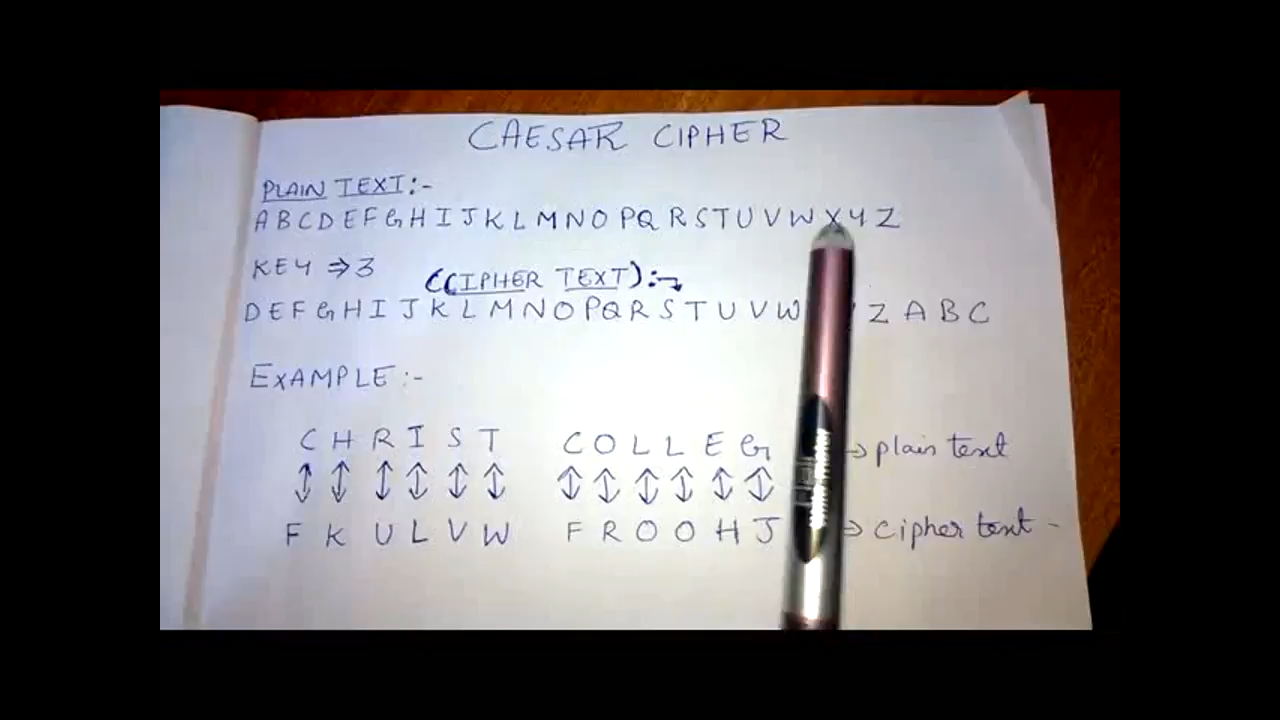 CAESAR CIPHER
PLAIN TEXT:-
A B C D E F G H I J K L M N O P Q R S T U V W X Y Z
KEY ⇒ 3
((CIPHER TEXT):-
D E F G H I J K L M N O P Q R S T U V W Z A B C
EXAMPLE:-
C H R I S T C O L L E G → plain text
↕ ↕ ↕ ↕ ↕ ↕ ↕ ↕ ↕ ↕ ↕ ↕
F K U L V W F R O O H J ⇒ cipher text -